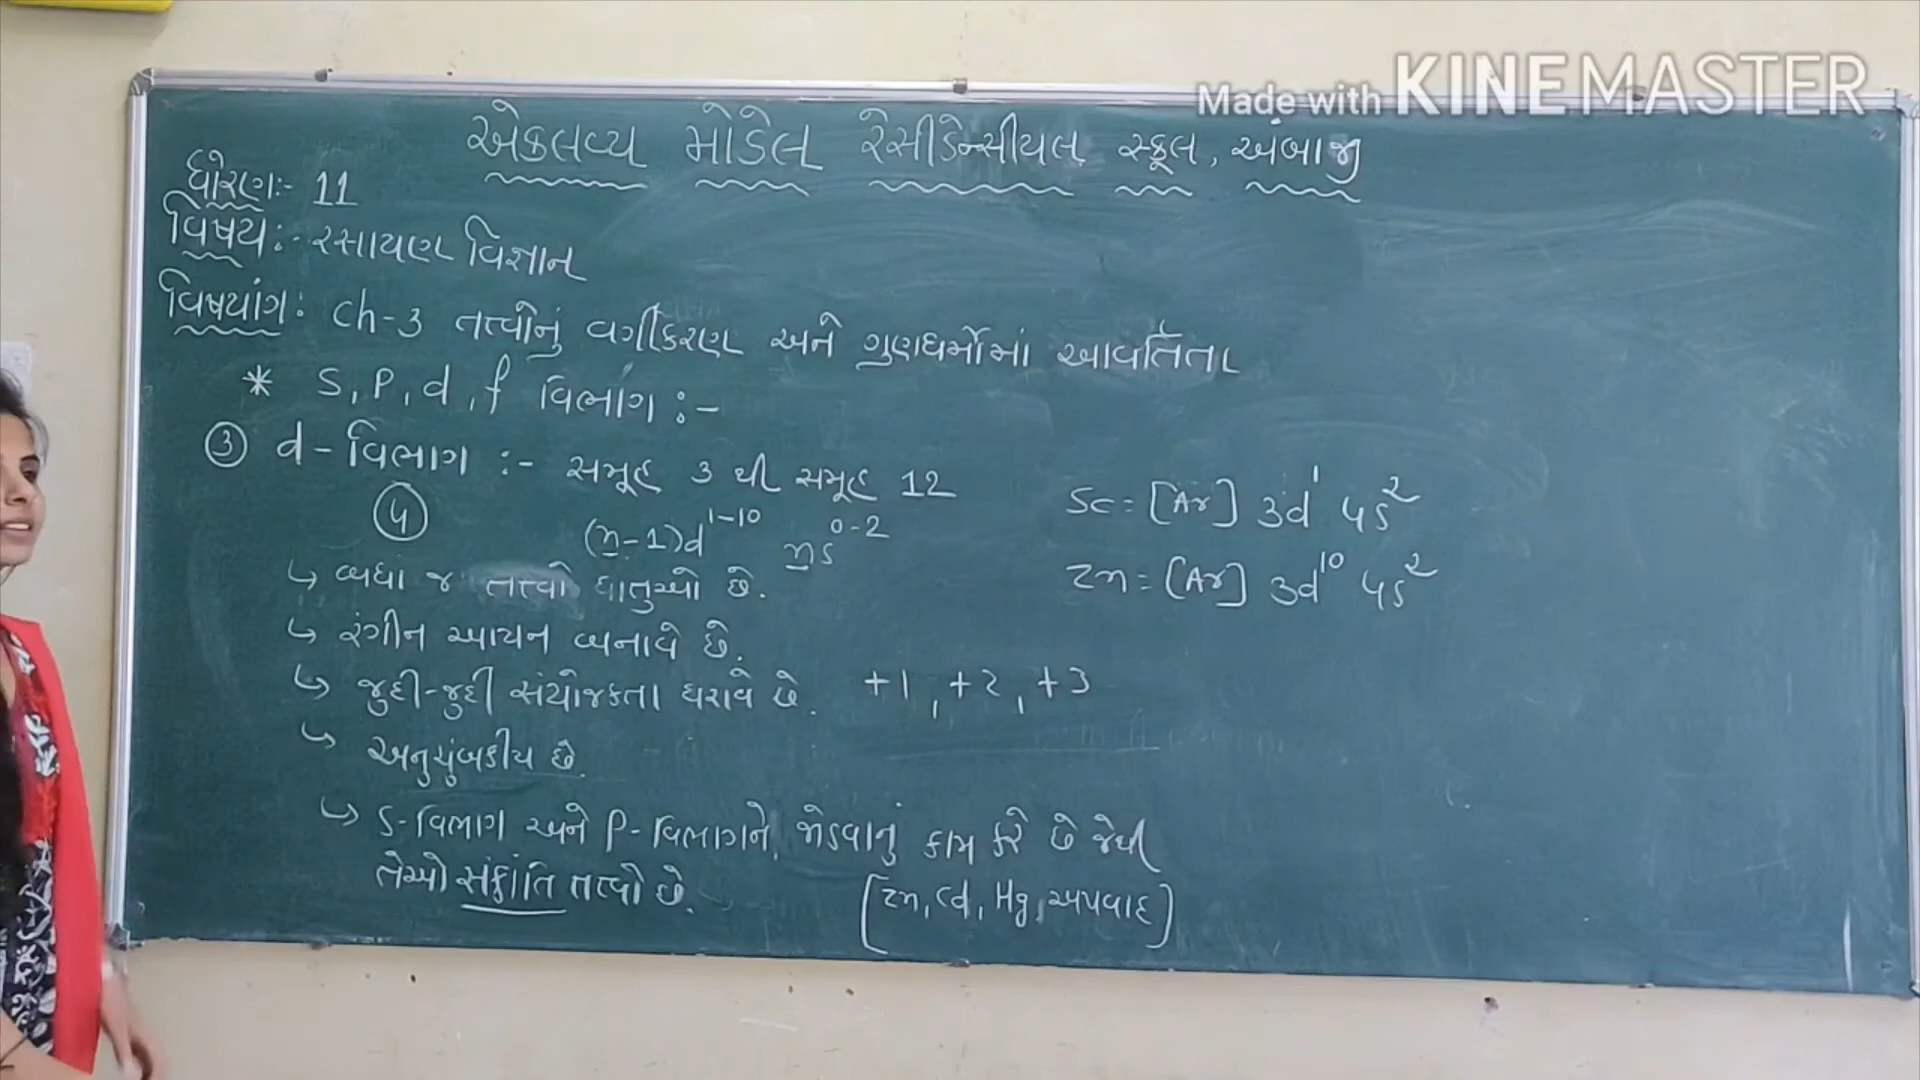 Made with KINEMASTER
એકલવ્ય મોડેલ રેસીડેન્સીયલ સ્કૂલ, અંબાજી
ધોરણ:- 11
વિષય:- રસાયણ વિજ્ઞાન
વિષયાંગ: ch-3 તત્વોનું વર્ગીકરણ અને ગુણધર્મોમાં આવર્તિતા
* S, P, d, f વિભાગ :-
③ d-વિભાગ :- સમૂહ 3 થી સમૂહ 12
④ (n-1)d¹⁻¹⁰ ns⁰⁻²
Sc = [Ar] 3d¹ 4s²
Zn = [Ar] 3d¹⁰ 4s²
↳ બધા જ તત્વો ધાતુઓ છે.
↳ રંગીન આયન બનાવે છે.
↳ જુદી-જુદી સંયોજકતા ધરાવે છે. +1, +2, +3
↳ અનુચુંબકીય છે.
↳ S-વિભાગ અને P-વિભાગને જોડવાનું કામ કરે છે જેથી
તેઓ સંક્રાંતિ તત્વો છે. [Zn, Cd, Hg, અપવાદ]